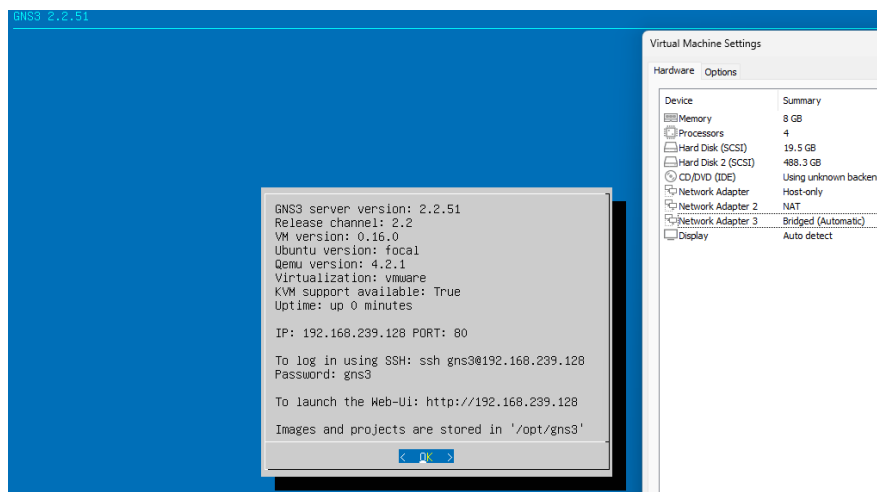 GNS3 2.2.51
GNS3 server version: 2.2.51
Release channel: 2.2
VM version: 0.16.0
Ubuntu version: focal
Qemu version: 4.2.1
Virtualization: vmware
KVM support available: True
Uptime: up 0 minutes
IP: 192.168.239.128 PORT: 80
To log in using SSH: ssh gns3@192.168.239.128
Password: gns3
To launch the Web-Ui: http://192.168.239.128
Images and projects are stored in '/opt/gns3'
< OK >
Virtual Machine Settings
Hardware Options
Device Summary
Memory 8 GB
Processors 4
Hard Disk (SCSI) 19.5 GB
Hard Disk 2 (SCSI) 488.3 GB
CD/DVD (IDE) Using unknown backen
Network Adapter Host-only
Network Adapter 2 NAT
Network Adapter 3 Bridged (Automatic)
Display Auto detect